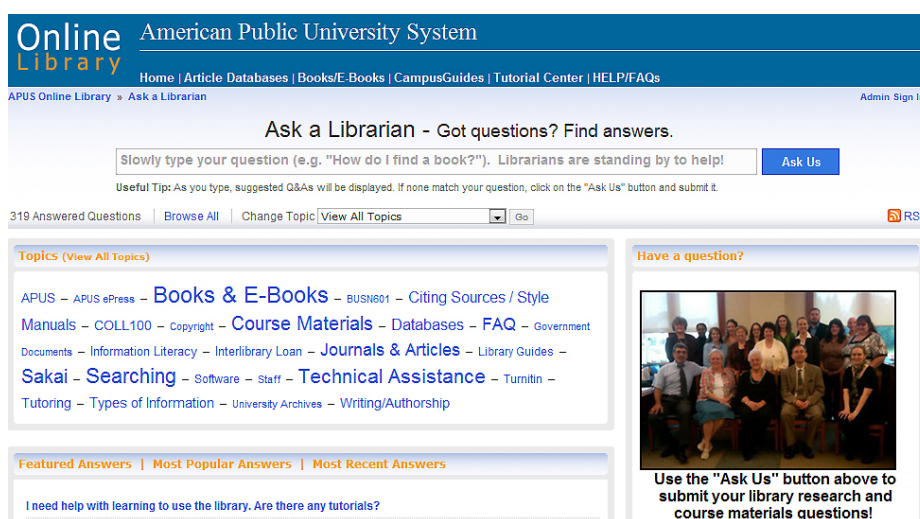 Online
Library
American Public University System
Home | Article Databases | Books/E-Books | CampusGuides | Tutorial Center | HELP/FAQs
APUS Online Library » Ask a Librarian
Admin Sign I
Ask a Librarian - Got questions? Find answers.
Slowly type your question (e.g. "How do I find a book?"). Librarians are standing by to help!
Ask Us
Useful Tip: As you type, suggested Q&As will be displayed. If none match your question, click on the "Ask Us" button and submit it.
319 Answered Questions | Browse All | Change Topic View All Topics Go
RS
Topics (View All Topics)
APUS – APUS ePress – Books & E-Books – BUSN601 – Citing Sources / Style
Manuals – COLL100 – Copyright – Course Materials – Databases – FAQ – Government
Documents – Information Literacy – Interlibrary Loan – Journals & Articles – Library Guides –
Sakai – Searching – Software – Staff – Technical Assistance – Turnitin –
Tutoring – Types of Information – University Archives – Writing/Authorship
Featured Answers | Most Popular Answers | Most Recent Answers
I need help with learning to use the library. Are there any tutorials?
Have a question?
Use the "Ask Us" button above to
submit your library research and
course materials questions!